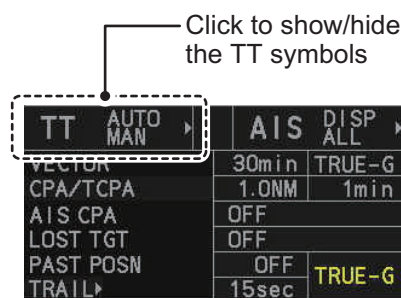 Click to show/hide
the TT symbols
TT AUTO MAN AIS DISP ALL
VECTOR 30min TRUE-G
CPA/TCPA 1.0NM 1min
AIS CPA OFF
LOST TGT OFF
PAST POSN OFF TRUE-G
TRAIL 15sec